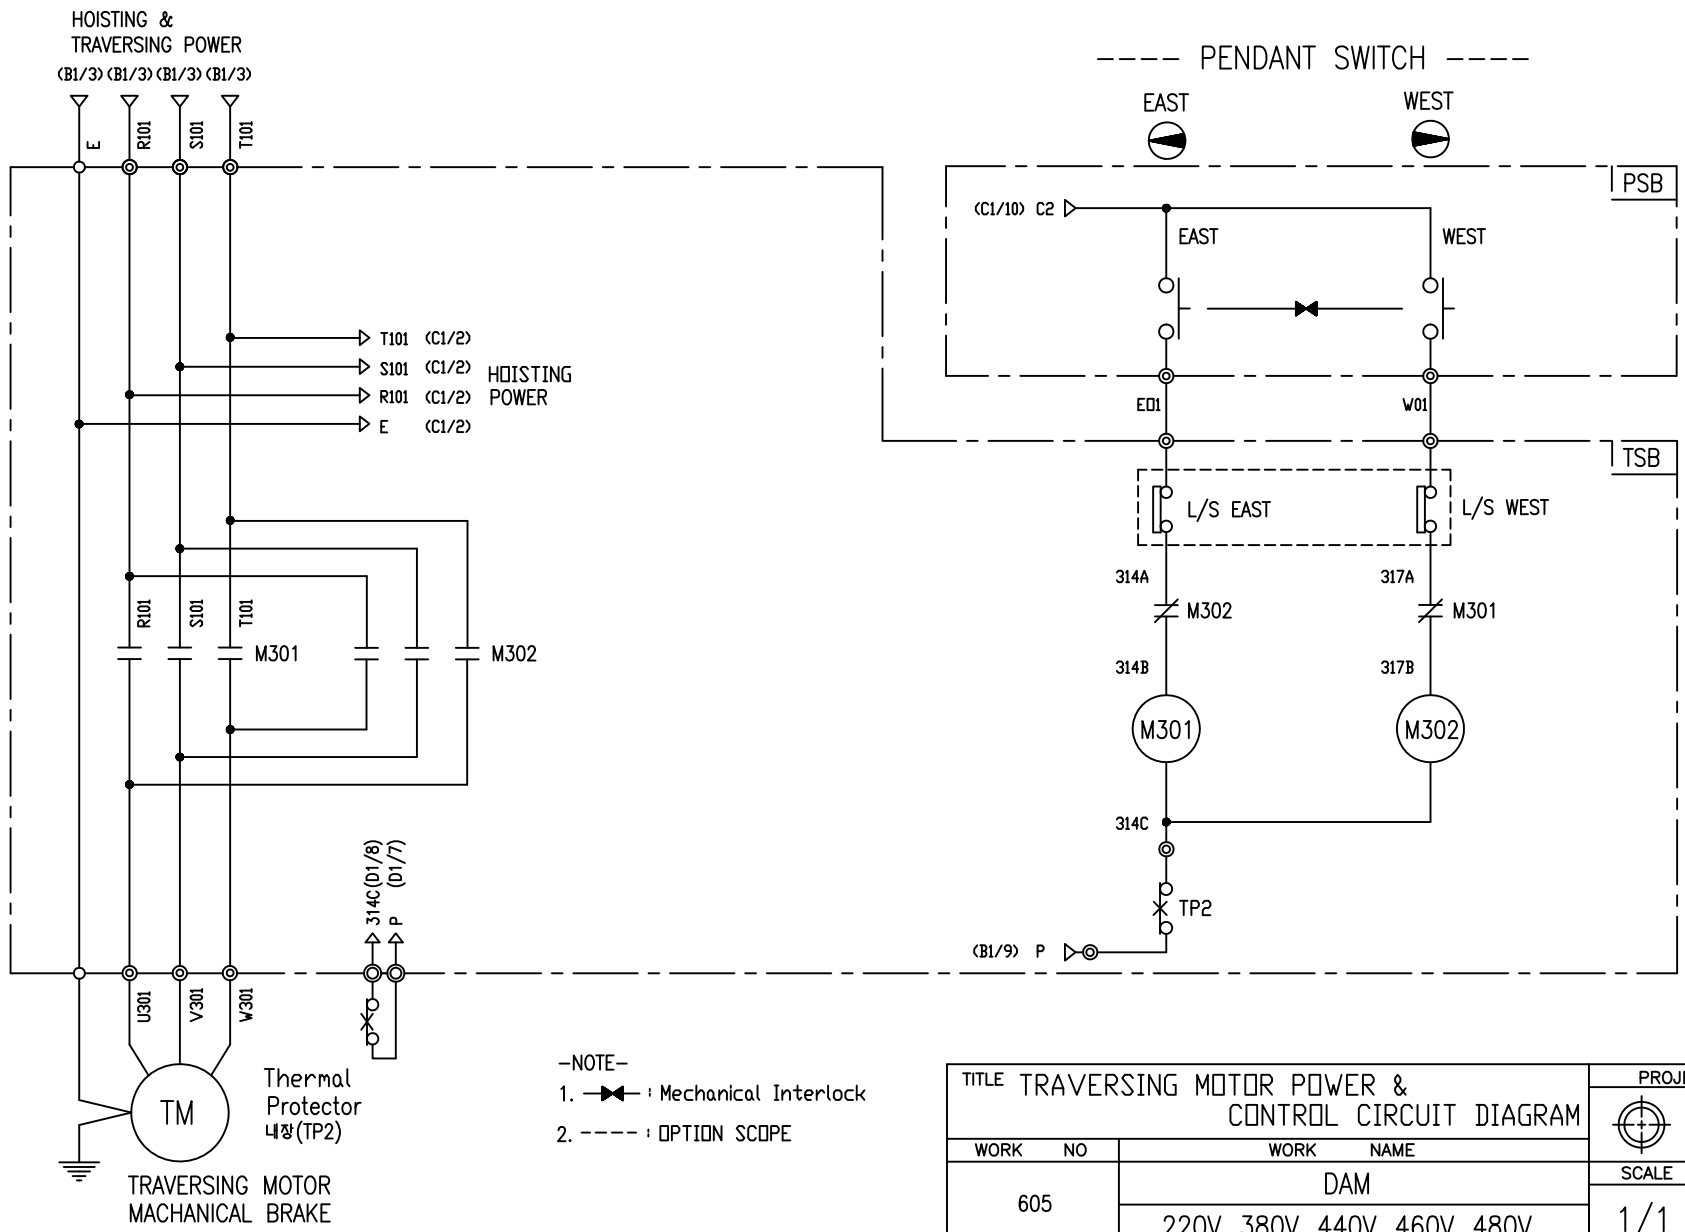 HOISTING &
TRAVERSING POWER
(B1/3) (B1/3) (B1/3) (B1/3)
E
R101
S101
T101
T101 (C1/2)
S101 (C1/2)
R101 (C1/2)
E (C1/2)
HOISTING
POWER
R101
S101
T101
M301
M302
314C(D1/8)
P (D1/7)
U301
V301
W301
TM
Thermal
Protector
내장(TP2)
TRAVERSING MOTOR
MACHANICAL BRAKE
---- PENDANT SWITCH ----
EAST
WEST
PSB
(C1/10) C2
EAST
WEST
E01
W01
TSB
L/S EAST
L/S WEST
314A
317A
M302
M301
314B
317B
M301
M302
314C
TP2
(B1/9) P
-NOTE-
1. : Mechanical Interlock
2. ---- : OPTION SCOPE
TITLE TRAVERSING MOTOR POWER &
CONTROL CIRCUIT DIAGRAM
WORK NO
WORK NAME
605
DAM
220V 380V 440V 460V 480V
SCALE
1/1